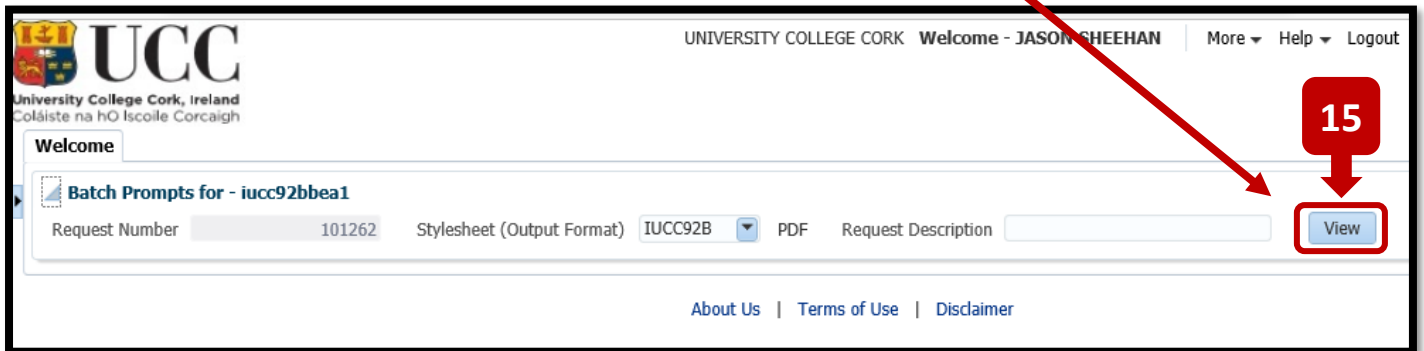 UCC
University College Cork, Ireland
Coláiste na hO Iscoile Corcaigh
UNIVERSITY COLLEGE CORK Welcome - JASON SHEEHAN More Help Logout
15
Welcome
Batch Prompts for - iucc92bbea1
Request Number 101262 Stylesheet (Output Format) IUCC92B PDF Request Description View
About Us | Terms of Use | Disclaimer